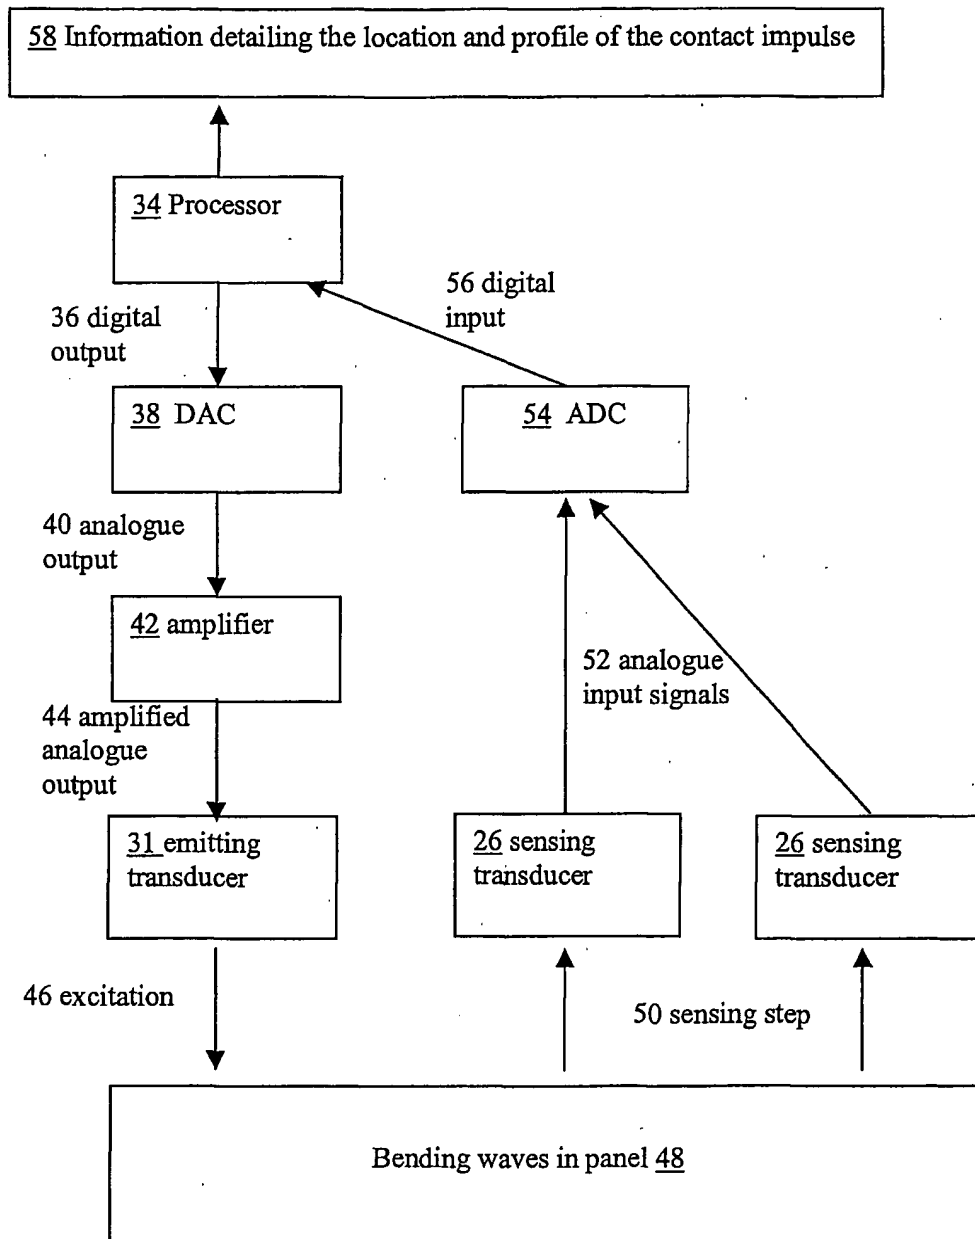 58 Information detailing the location and profile of the contact impulse
34 Processor
56 digital
input
36 digital
output
38 DAC
54 ADC
40 analogue
output
42 amplifier
52 analogue
input signals
44 amplified
analogue
output
31 emitting
transducer
26 sensing
transducer
26 sensing
transducer
46 excitation
50 sensing step
Bending waves in panel 48